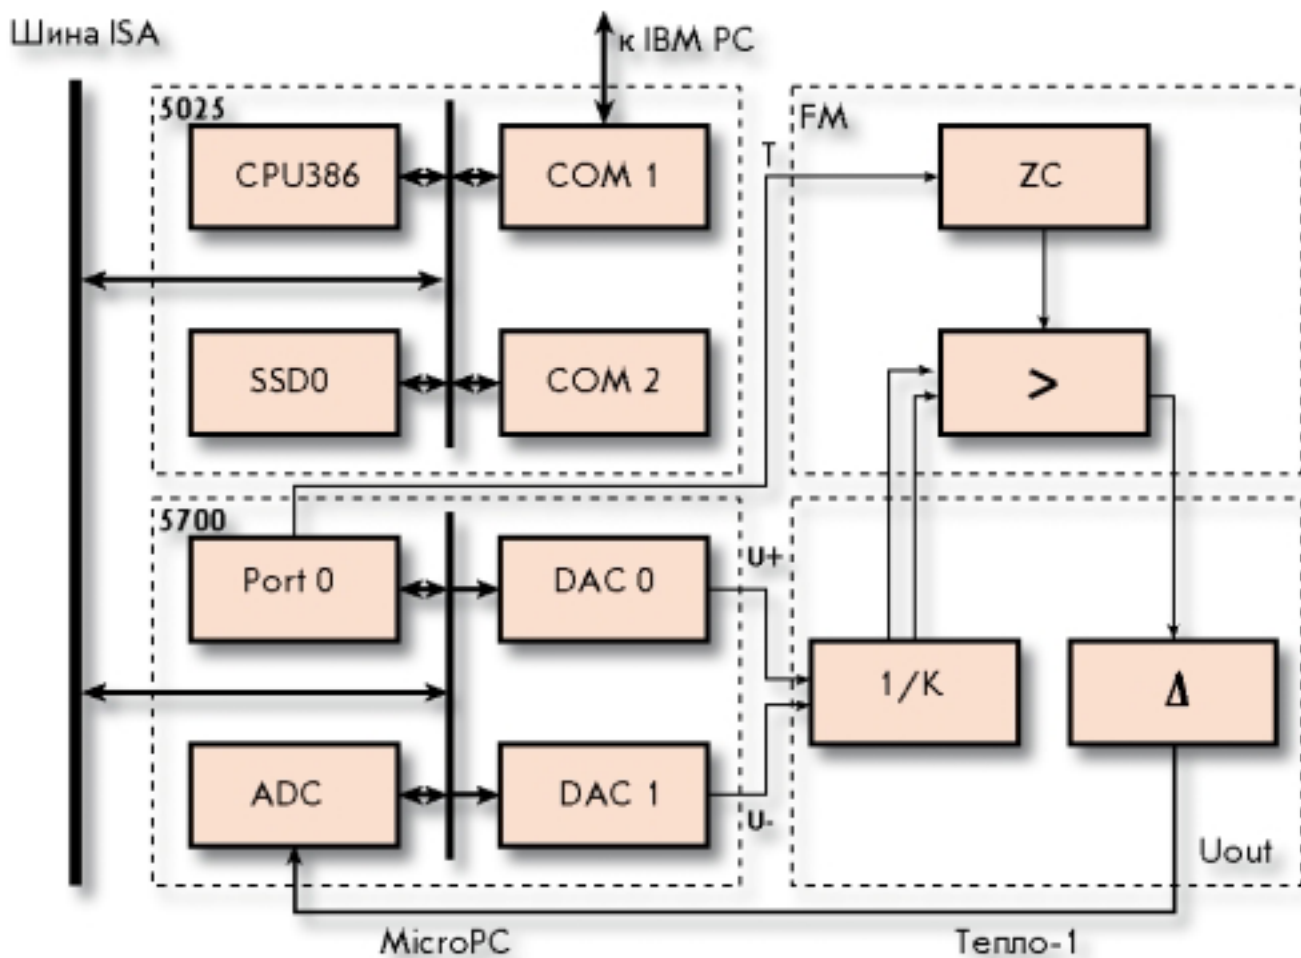 Шина ISA
к IBM PC
5025
FM
CPU386
COM 1
T
ZC
SSD0
COM 2
>
5700
Port 0
DAC 0
U+
1/K
Δ
ADC
DAC 1
U-
Uout
MicroPC
Тепло-1